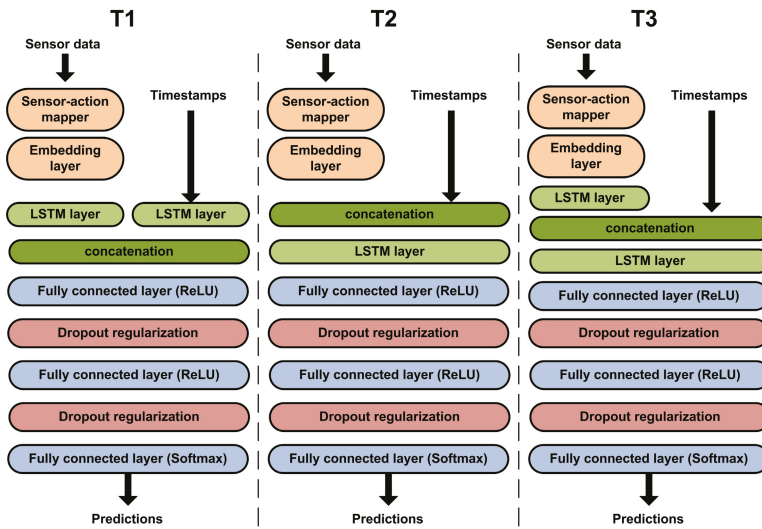 T1
Sensor data
Sensor-action
mapper
Timestamps
Embedding
layer
LSTM layer
LSTM layer
concatenation
Fully connected layer (ReLU)
Dropout regularization
Fully connected layer (ReLU)
Dropout regularization
Fully connected layer (Softmax)
Predictions
T2
Sensor data
Sensor-action
mapper
Timestamps
Embedding
layer
concatenation
LSTM layer
Fully connected layer (ReLU)
Dropout regularization
Fully connected layer (ReLU)
Dropout regularization
Fully connected layer (Softmax)
Predictions
T3
Sensor data
Sensor-action
mapper
Timestamps
Embedding
layer
LSTM layer
concatenation
LSTM layer
Fully connected layer (ReLU)
Dropout regularization
Fully connected layer (ReLU)
Dropout regularization
Fully connected layer (Softmax)
Predictions